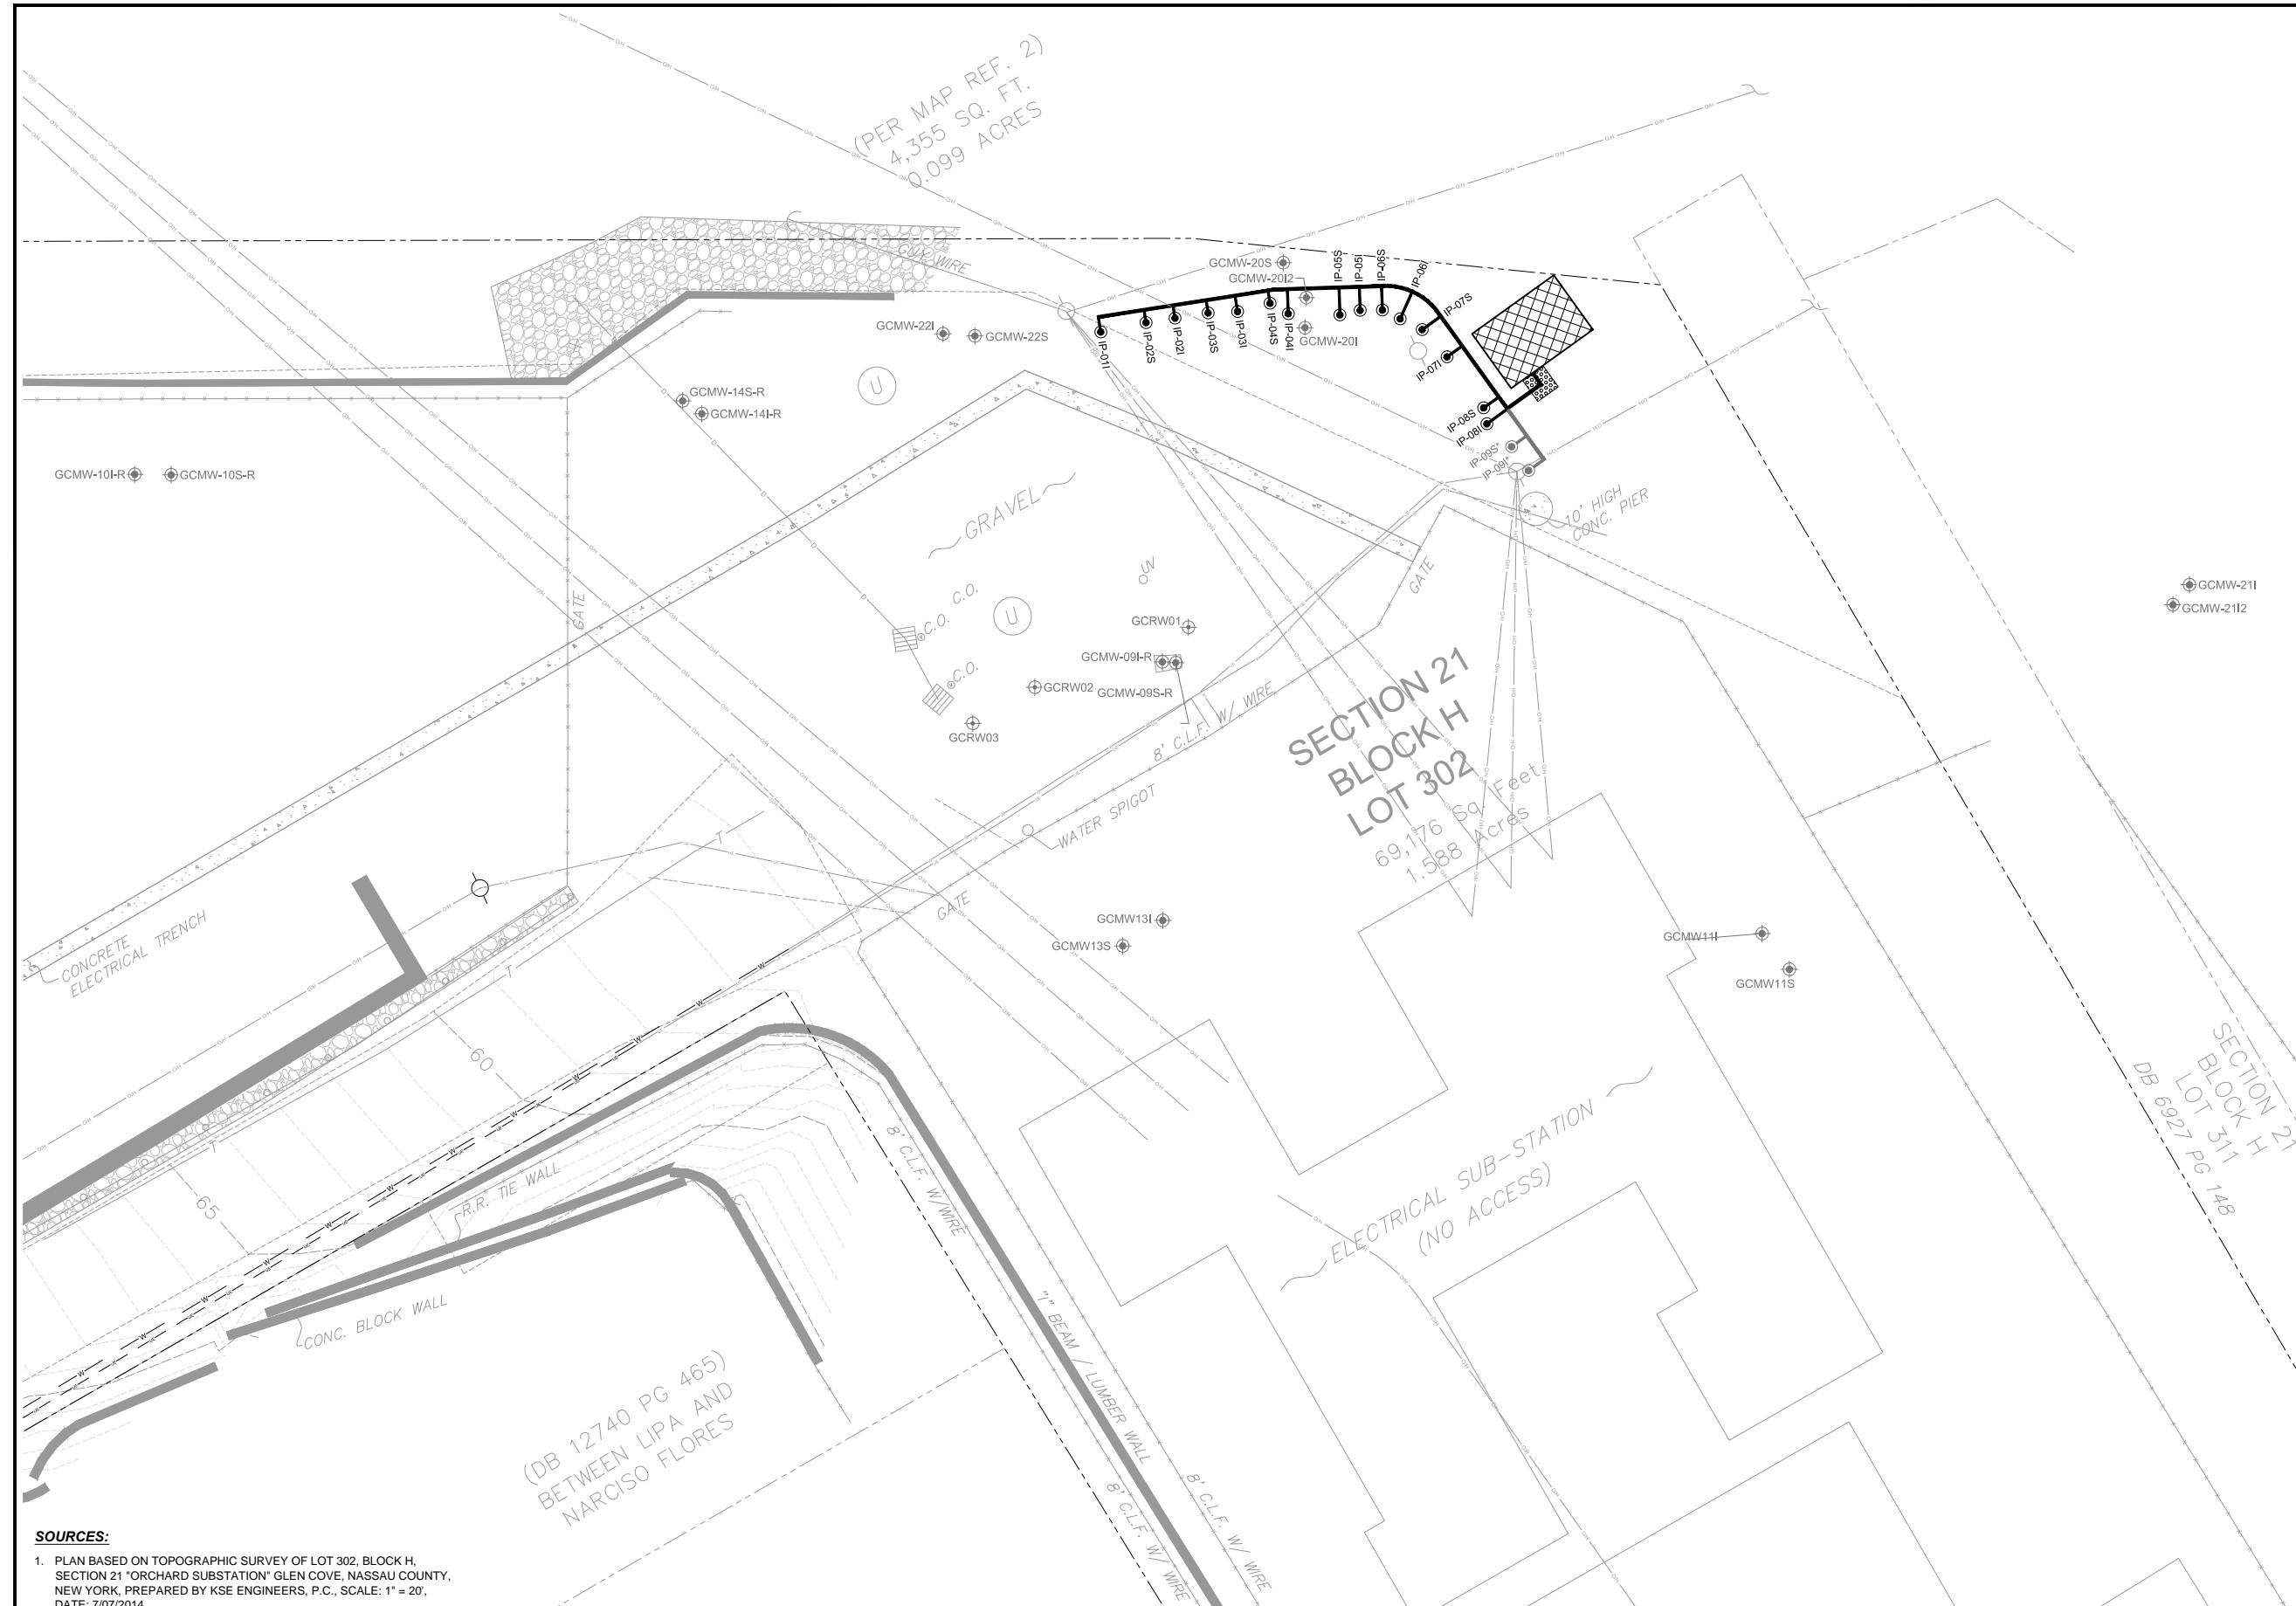 (PER MAP REF. 2)
4,355 SQ. FT.
0.099 ACRES
GUY WIRE
GCMW-20S
GCMW-20I2
GCMW-20I
IP-05S
IP-05I
IP-06S
IP-06I
IP-07S
IP-07I
IP-01I
IP-02S
IP-02I
IP-03S
IP-03I
IP-04S
IP-04I
IP-08S
IP-08I
IP-09S*
IP-09I*
GCMW-22I
GCMW-22S
U
GCMW-14S-R
GCMW-14I-R
GCMW-10I-R
GCMW-10S-R
GRAVEL
10' HIGH
CONC. PIER
GATE
GATE
UV
C.O.
C.O.
C.O.
U
GCRW01
GCMW-09I-R
GCMW-09S-R
GCRW02
GCRW03
GCMW-21I
GCMW-21I2
8' C.L.F. W/ WIRE
SECTION 21
BLOCK H
LOT 302
69,176 Sq. Feet
1.588 Acres
WATER SPIGOT
GATE
GCMW13I
GCMW13S
GCMW11I
GCMW11S
CONCRETE
ELECTRICAL TRENCH
60
65
R.R. TIE WALL
CONC. BLOCK WALL
8' C.L.F. W/WIRE
"I" BEAM / LUMBER WALL
8' C.L.F. W/ WIRE
8' C.L.F. W/ WIRE
ELECTRICAL SUB-STATION
(NO ACCESS)
SECTION 21
BLOCK H
LOT 311
DB 6927 PG 148
(DB 12740 PG 465)
BETWEEN LIPA AND
NARCISO FLORES
SOURCES:
1. PLAN BASED ON TOPOGRAPHIC SURVEY OF LOT 302, BLOCK H,
SECTION 21 "ORCHARD SUBSTATION" GLEN COVE, NASSAU COUNTY,
NEW YORK, PREPARED BY KSE ENGINEERS, P.C., SCALE: 1" = 20',
DATE: 7/07/2014